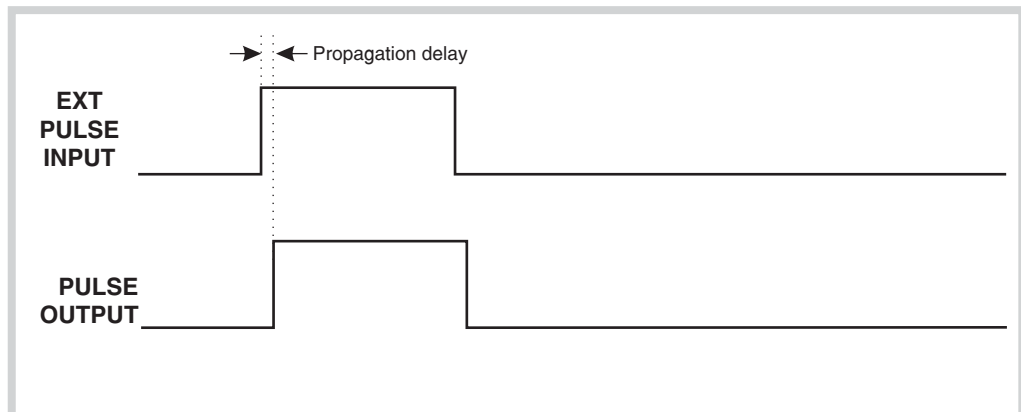 Propagation delay
EXT
PULSE
INPUT
PULSE
OUTPUT